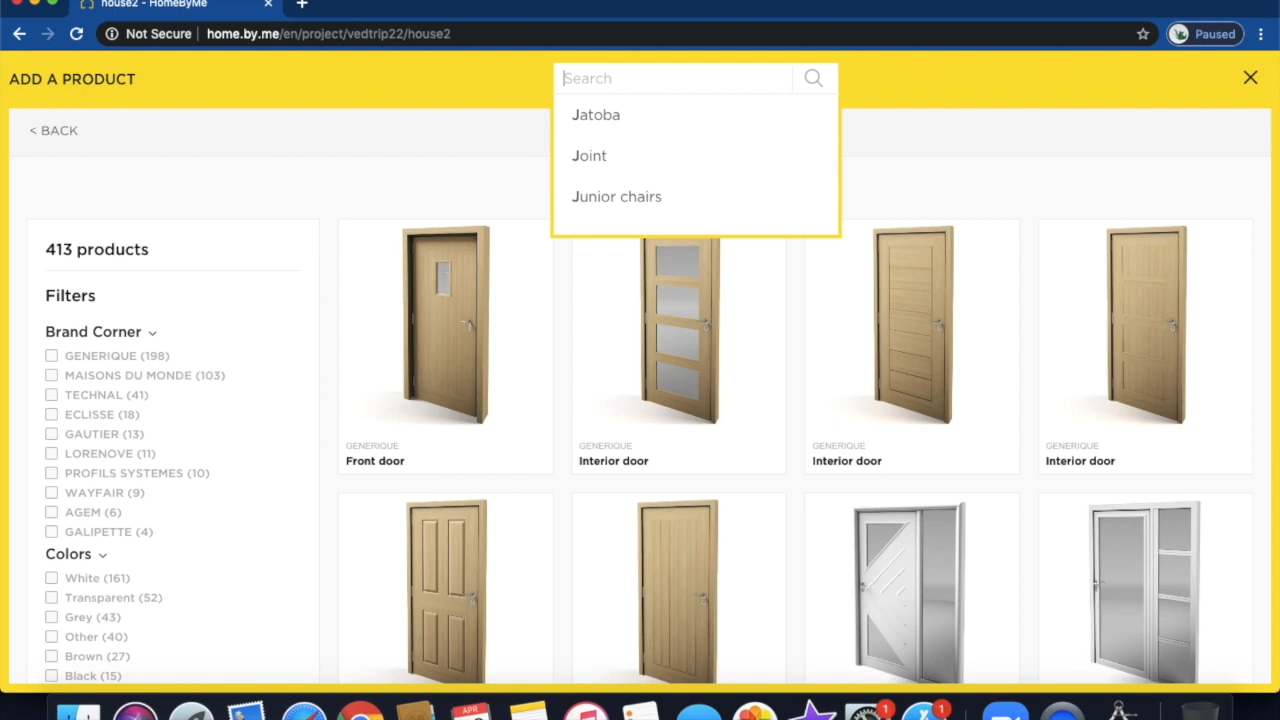 house2 - HomeByMe
Not Secure | home.by.me/en/project/vedtrip22/house2
Paused
ADD A PRODUCT
Search
Jatoba
Joint
Junior chairs
< BACK
413 products
Filters
Brand Corner
GENERIQUE (198)
MAISONS DU MONDE (103)
TECHNAL (41)
ECLISSE (18)
GAUTIER (13)
LORENOVE (11)
PROFILS SYSTEMES (10)
WAYFAIR (9)
AGEM (6)
GALIPETTE (4)
Colors
White (161)
Transparent (52)
Grey (43)
Other (40)
Brown (27)
Black (15)
GENERIQUE
Front door
GENERIQUE
Interior door
GENERIQUE
Interior door
GENERIQUE
Interior door
APR
1
1